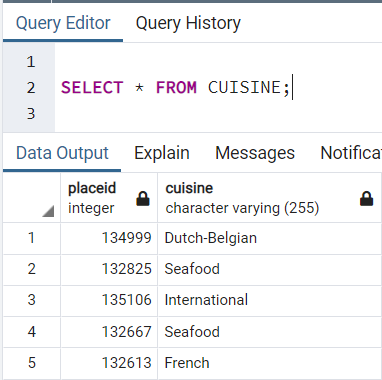 Query Editor Query History
1
2 SELECT * FROM CUISINE;
3
Data Output Explain Messages Notifica
placeid cuisine
integer character varying (255)
1 134999 Dutch-Belgian
2 132825 Seafood
3 135106 International
4 132667 Seafood
5 132613 French